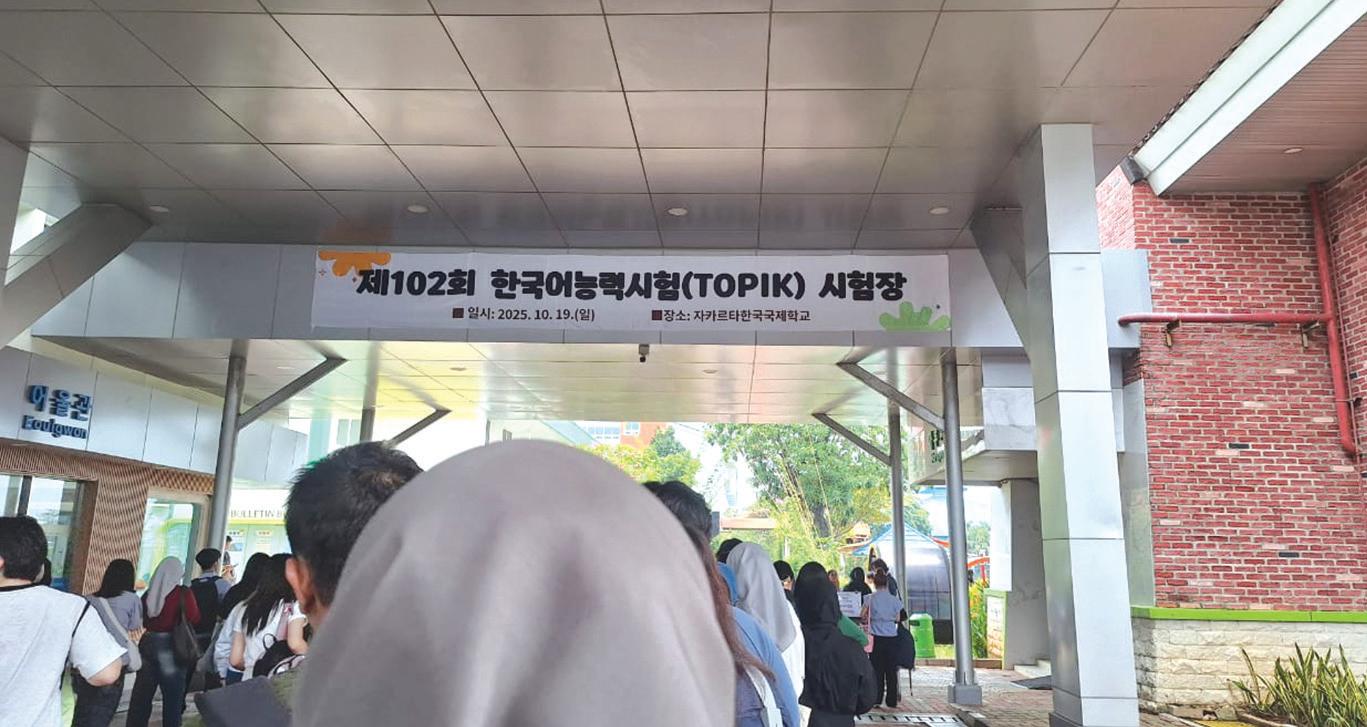 제102회 한국어능력시험(TOPIK) 시험장
■ 일시: 2025. 10. 19.(일) ■ 장소: 자카르타한국국제학교
어울관
Eoulgwan
BULLETIN